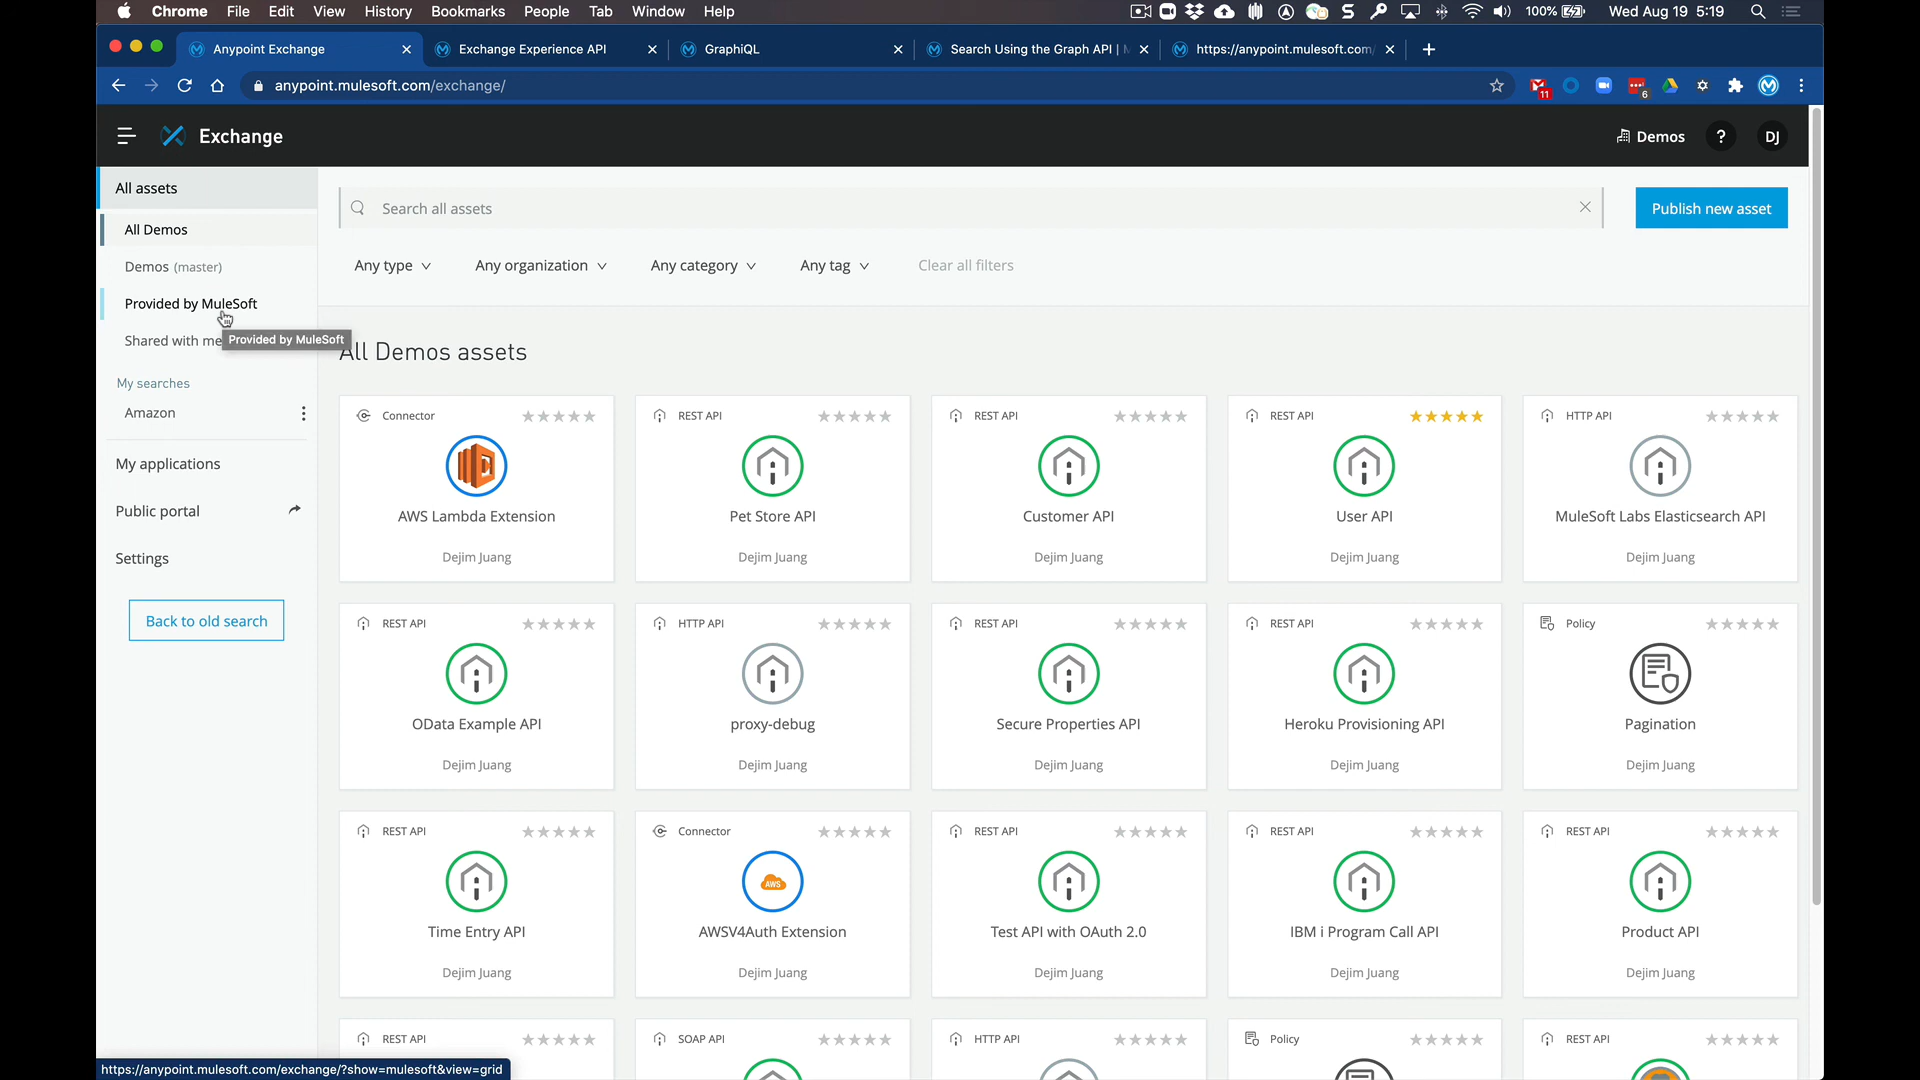 Chrome File Edit View History Bookmarks People Tab Window Help 100% Wed Aug 19 5:19
Anypoint Exchange Exchange Experience API GraphiQL Search Using the Graph API | https://anypoint.mulesoft.com/
anypoint.mulesoft.com/exchange/ 11 6
Exchange Demos ? DJ
All assets
Search all assets Publish new asset
All Demos
Demos (master)
Any type Any organization Any category Any tag Clear all filters
Provided by MuleSoft
Shared with me
Provided by MuleSoft
All Demos assets
My searches
Amazon
My applications
Public portal
Settings
Back to old search
Connector REST API REST API REST API HTTP API
AWS Lambda Extension Pet Store API Customer API User API MuleSoft Labs Elasticsearch API
Dejim Juang Dejim Juang Dejim Juang Dejim Juang Dejim Juang
REST API HTTP API REST API REST API Policy
OData Example API proxy-debug Secure Properties API Heroku Provisioning API Pagination
Dejim Juang Dejim Juang Dejim Juang Dejim Juang Dejim Juang
REST API Connector REST API REST API REST API
AWS
Time Entry API AWSV4Auth Extension Test API with OAuth 2.0 IBM i Program Call API Product API
Dejim Juang Dejim Juang Dejim Juang Dejim Juang Dejim Juang
REST API SOAP API HTTP API Policy REST API
https://anypoint.mulesoft.com/exchange/?show=mulesoft&view=grid